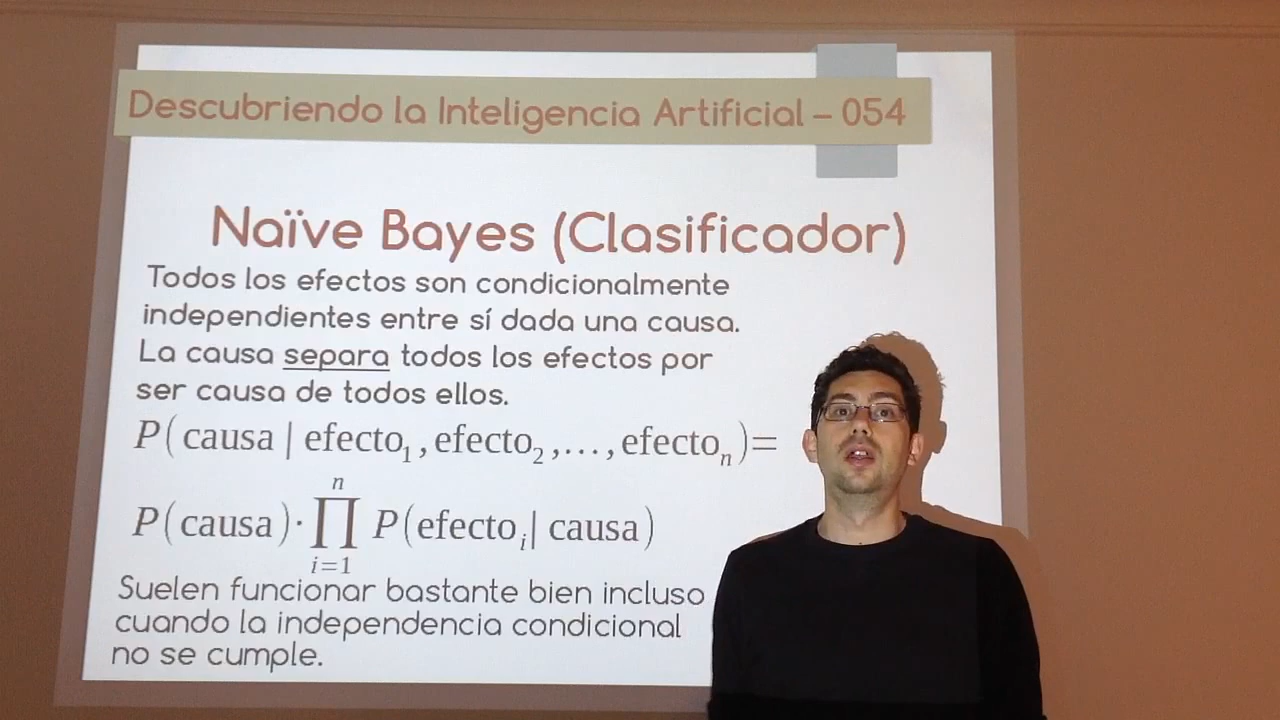 Descubriendo la Inteligencia Artificial – 054
Naïve Bayes (Clasificador)
Todos los efectos son condicionalmente
independientes entre sí dada una causa.
La causa separa todos los efectos por
ser causa de todos ellos.
P( causa | efecto₁ , efecto₂ ,…, efectoₙ )=
P(causa)·∏ᵢ₌₁ⁿ P(efectoᵢ| causa)
Suelen funcionar bastante bien incluso
cuando la independencia condicional
no se cumple.